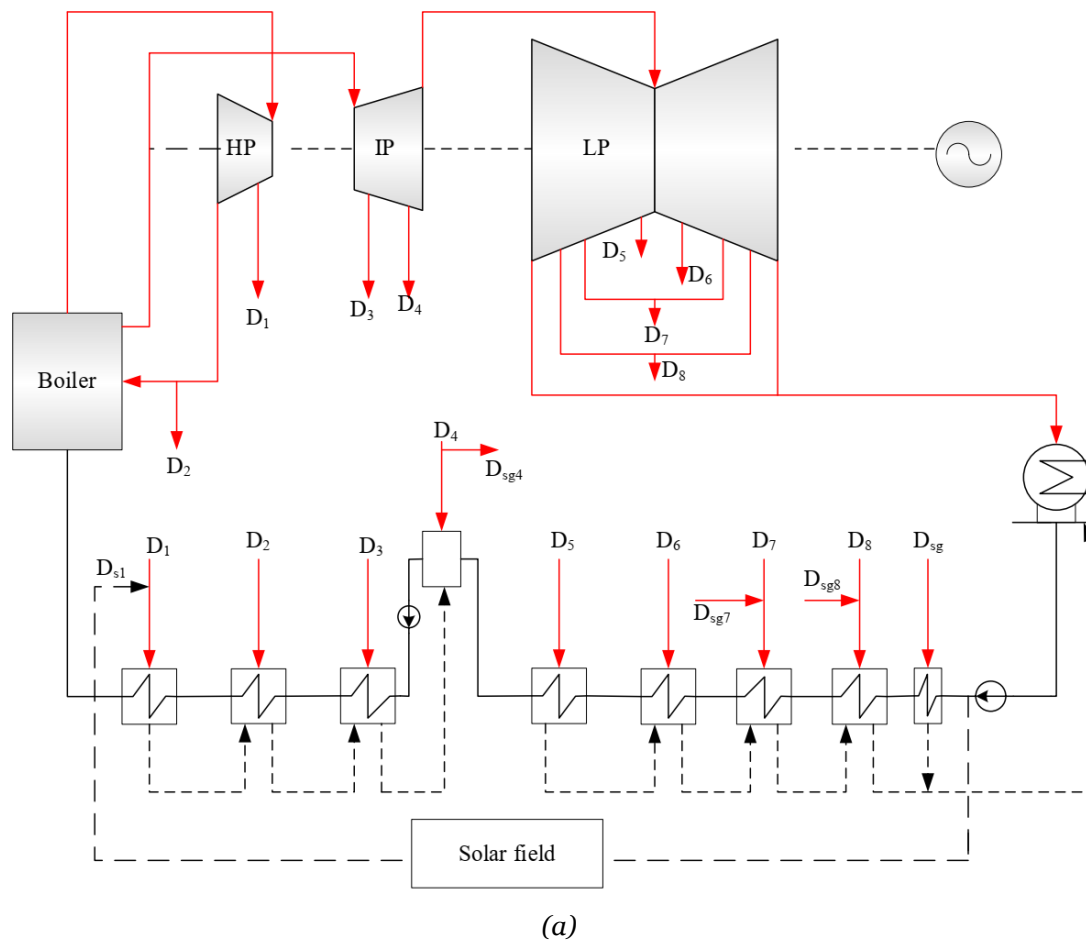 HP
IP
LP
D5
D6
D1
D3
D4
D7
D8
Boiler
D2
D4
Dsg4
Ds1
D1
D2
D3
D5
D6
D7
D8
Dsg
Dsg7
Dsg8
Solar field
(a)